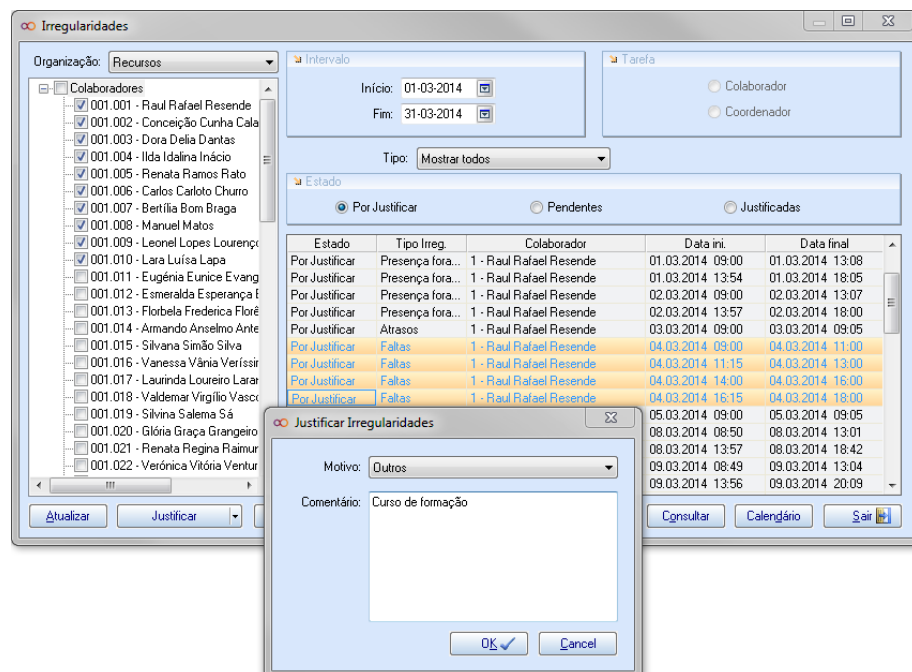 Irregularidades
Organização: Recursos
Colaboradores
001.001 - Raul Rafael Resende
001.002 - Conceição Cunha Cala
001.003 - Dora Delia Dantas
001.004 - Ilda Idalina Inácio
001.005 - Renata Ramos Rato
001.006 - Carlos Carloto Churro
001.007 - Bertília Bom Braga
001.008 - Manuel Matos
001.009 - Leonel Lopes Lourenço
001.010 - Lara Luísa Lapa
001.011 - Eugénia Eunice Evang
001.012 - Esmeralda Esperança E
001.013 - Florbela Frederica Florê
001.014 - Armando Anselmo Ante
001.015 - Silvana Simão Silva
001.016 - Vanessa Vânia Veríssir
001.017 - Laurinda Loureiro Larar
001.018 - Valdemar Virgílio Vasco
001.019 - Silvina Salema Sá
001.020 - Glória Graça Grangeiro
001.021 - Renata Regina Raimur
001.022 - Verónica Vitória Ventur
Intervalo
Início: 01-03-2014
Fim: 31-03-2014
Tarefa
Colaborador
Coordenador
Tipo: Mostrar todos
Estado
Por Justificar Pendentes Justificadas
Estado Tipo Irreg. Colaborador Data ini. Data final
Por Justificar Presença fora... 1 - Raul Rafael Resende 01.03.2014 09:00 01.03.2014 13:08
Por Justificar Presença fora... 1 - Raul Rafael Resende 01.03.2014 13:54 01.03.2014 18:05
Por Justificar Presença fora... 1 - Raul Rafael Resende 02.03.2014 09:00 02.03.2014 13:07
Por Justificar Presença fora... 1 - Raul Rafael Resende 02.03.2014 13:57 02.03.2014 18:00
Por Justificar Atrasos 1 - Raul Rafael Resende 03.03.2014 09:00 03.03.2014 09:05
Por Justificar Faltas 1 - Raul Rafael Resende 04.03.2014 09:00 04.03.2014 11:00
Por Justificar Faltas 1 - Raul Rafael Resende 04.03.2014 11:15 04.03.2014 13:00
Por Justificar Faltas 1 - Raul Rafael Resende 04.03.2014 14:00 04.03.2014 16:00
Por Justificar Faltas 1 - Raul Rafael Resende 04.03.2014 16:15 04.03.2014 18:00
05.03.2014 09:00 05.03.2014 09:05
08.03.2014 08:50 08.03.2014 13:01
08.03.2014 13:57 08.03.2014 18:42
09.03.2014 08:49 09.03.2014 13:04
09.03.2014 13:56 09.03.2014 20:09
Atualizar Justificar Consultar Calendário Sair
Justificar Irregularidades
Motivo: Outros
Comentário: Curso de formação
OK Cancel